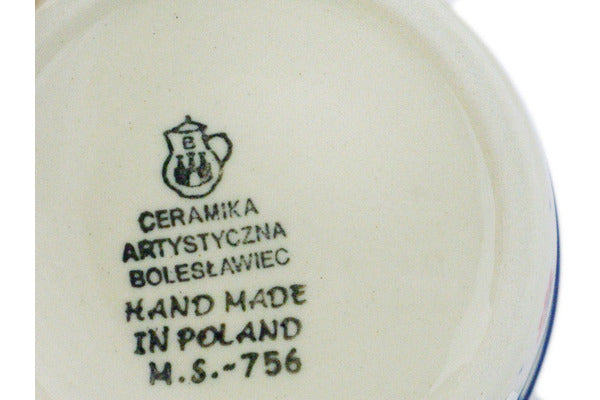 B
CERAMIKA
ARTYSTYCZNA
BOLESŁAWIEC
HAND MADE
IN POLAND
M.S.-756